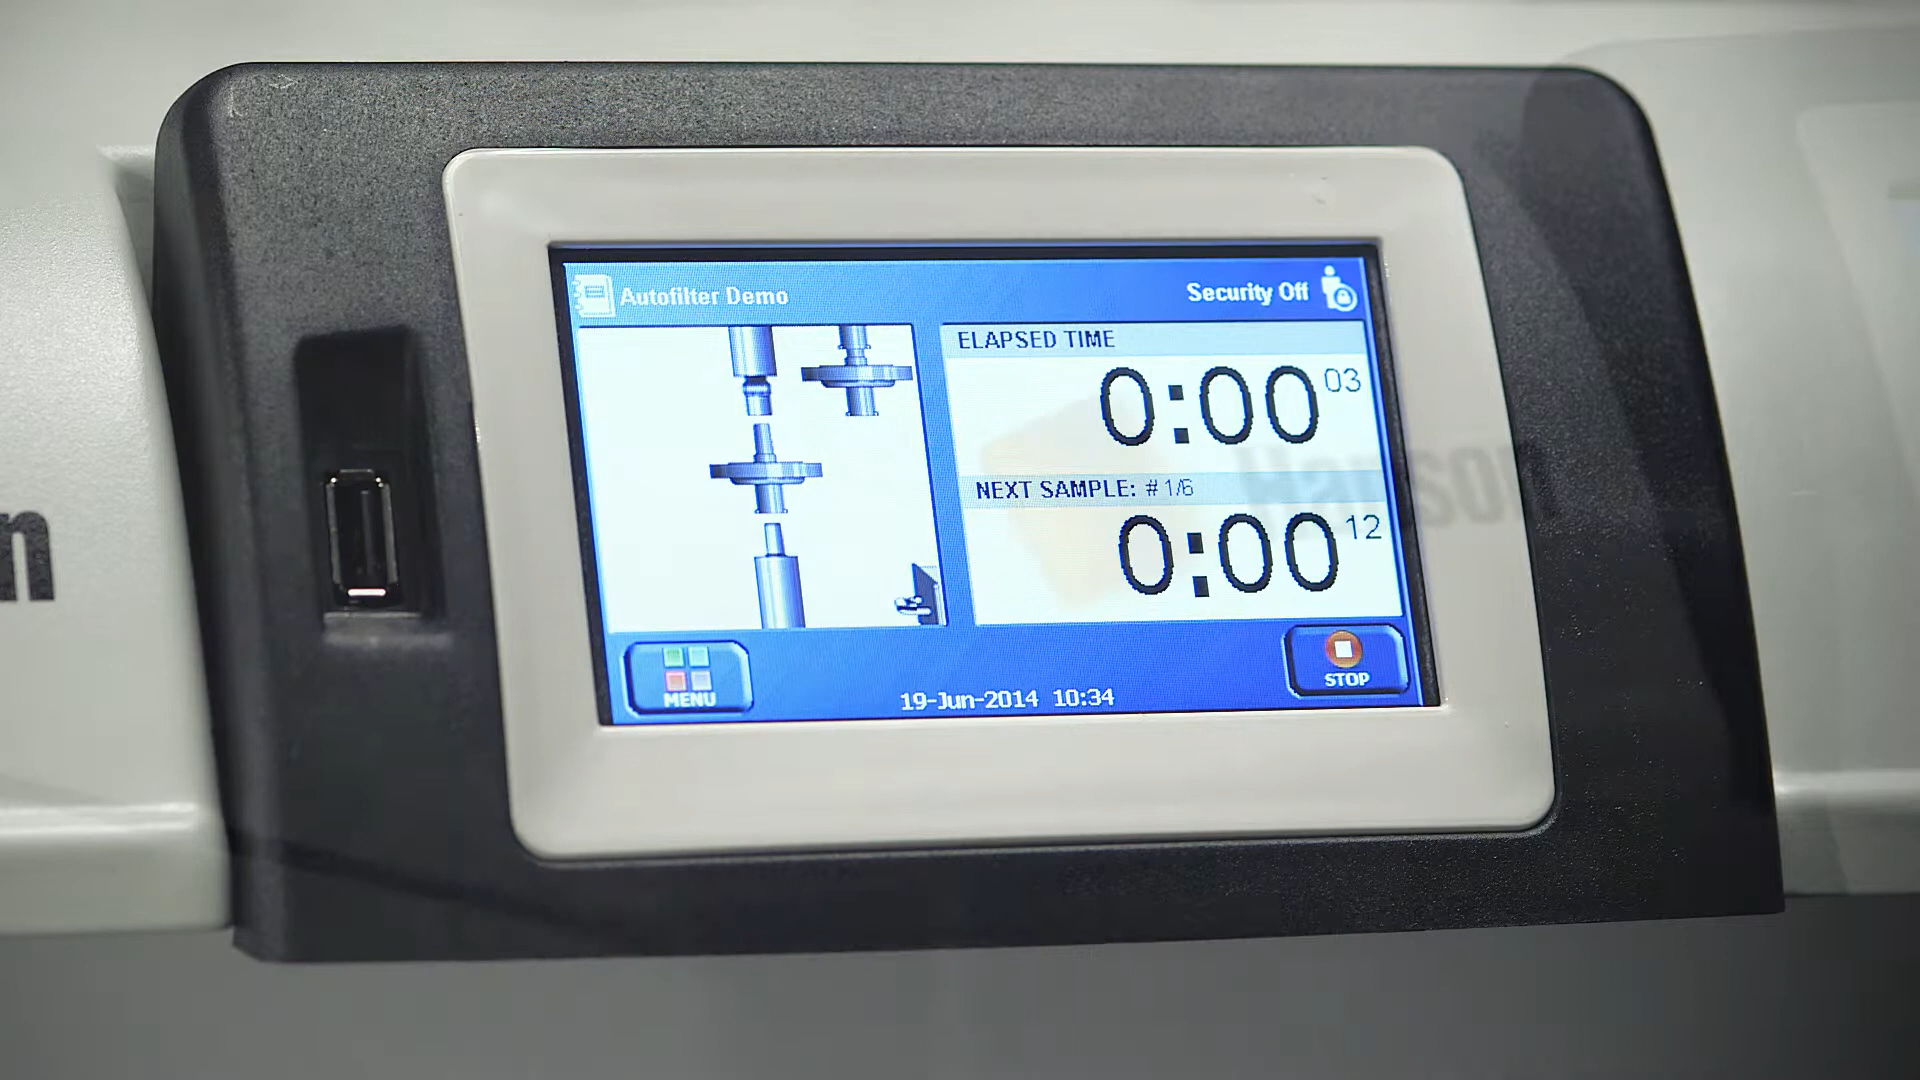 Autofilter Demo
Security Off
ELAPSED TIME
0:00 03
NEXT SAMPLE: # 1/6
0:00 12
MENU
19-Jun-2014 10:34
STOP
Hanson
n